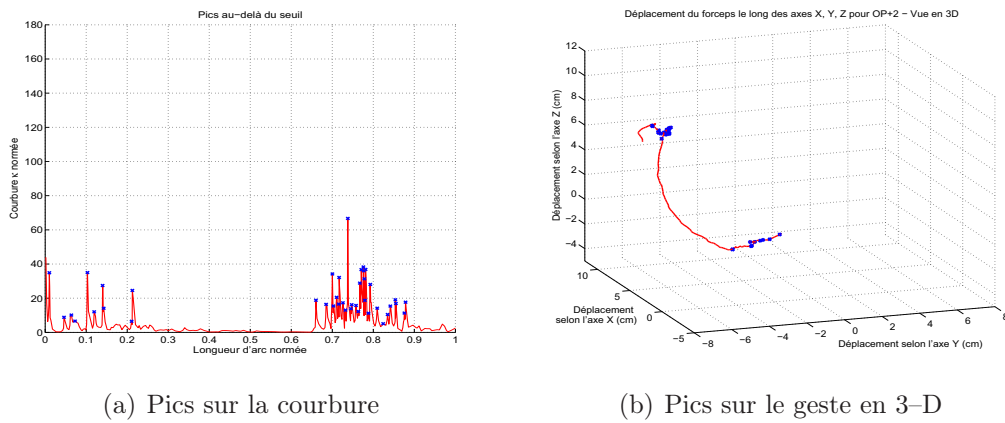 Pics au−delà du seuil
180
160
140
120
100
80
60
40
20
0
Courbure κ normée
0 0.1 0.2 0.3 0.4 0.5 0.6 0.7 0.8 0.9 1
Longueur d'arc normée
(a) Pics sur la courbure
Déplacement du forceps le long des axes X, Y, Z pour OP+2 − Vue en 3D
12
10
8
6
4
2
0
−2
−4
Déplacement selon l'axe Z (cm)
10
5
0
−5
Déplacement
selon l'axe X (cm)
−8 −6 −4 −2 0 2 4 6 8
Déplacement selon l'axe Y (cm)
(b) Pics sur le geste en 3–D